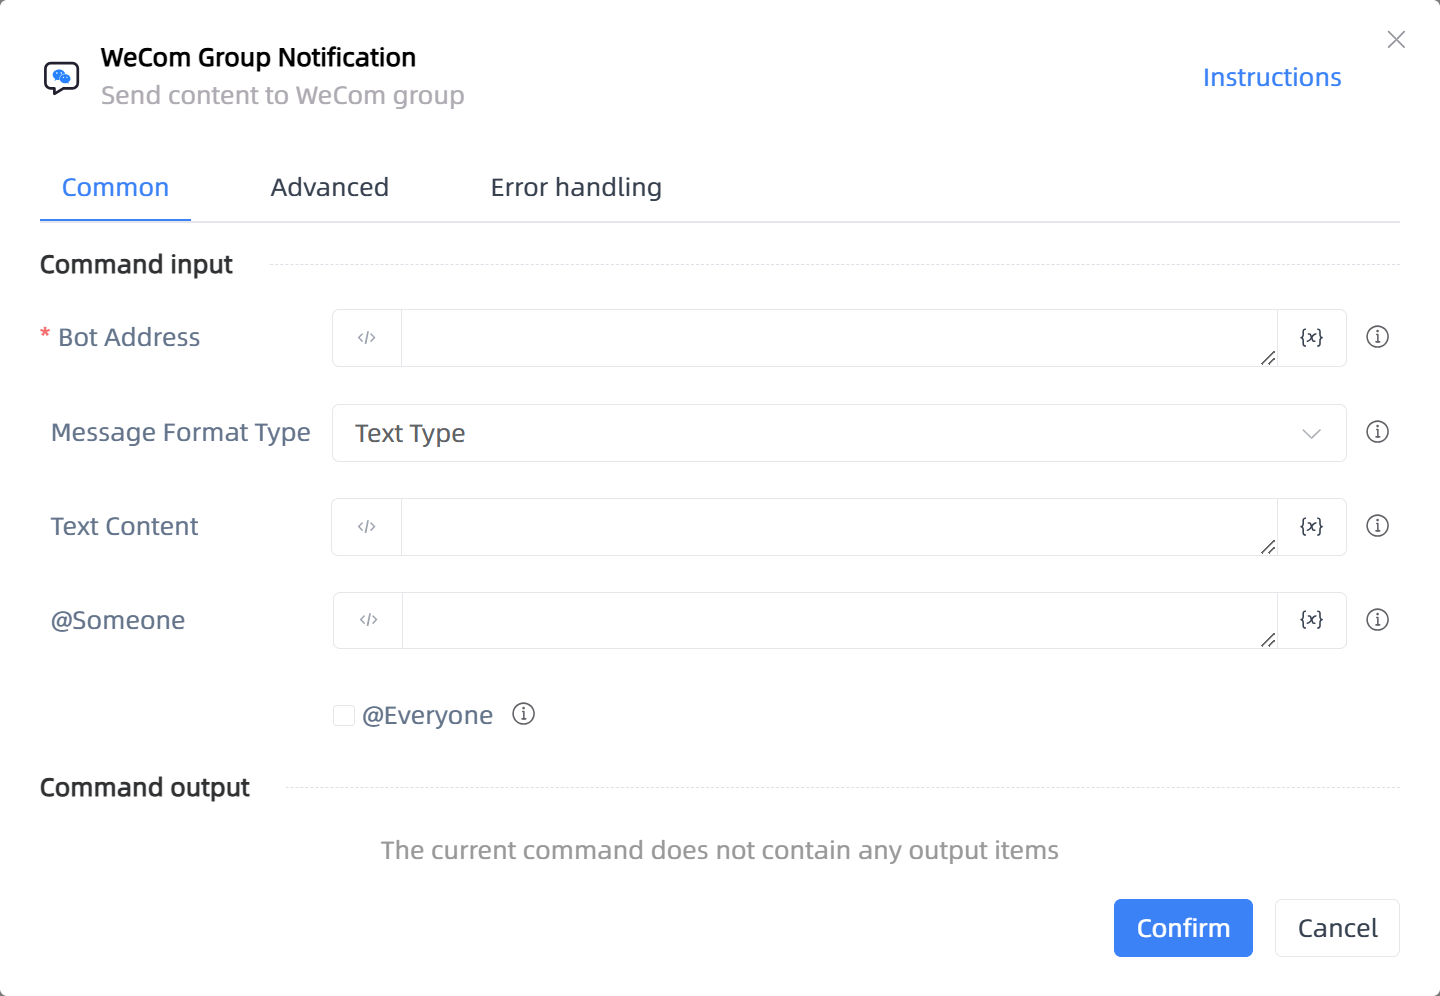 WeCom Group Notification
Send content to WeCom group
Instructions
Common
Advanced
Error handling
Command input
* Bot Address
</>
{x}
Message Format Type
Text Type
Text Content
</>
{x}
@Someone
</>
{x}
@Everyone
Command output
The current command does not contain any output items
Confirm
Cancel